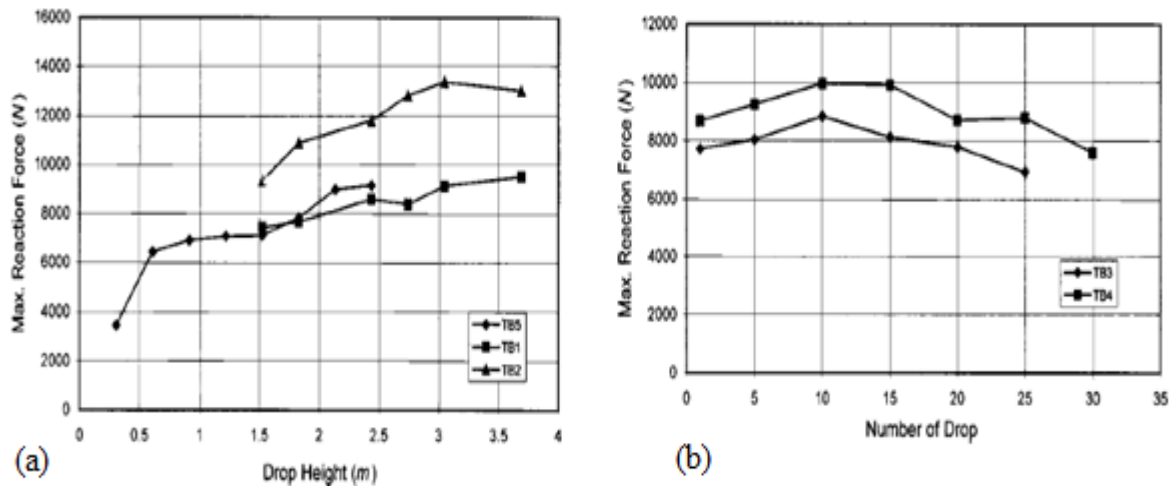 Max. Reaction Force (N)
16000
14000
12000
10000
8000
6000
4000
2000
0
0 0.5 1 1.5 2 2.5 3 3.5 4
Drop Height (m)
TB5
TB1
TB2
(a)
Max. Reaction Force (N)
12000
10000
8000
6000
4000
2000
0
0 5 10 15 20 25 30 35
Number of Drop
TB3
TB4
(b)